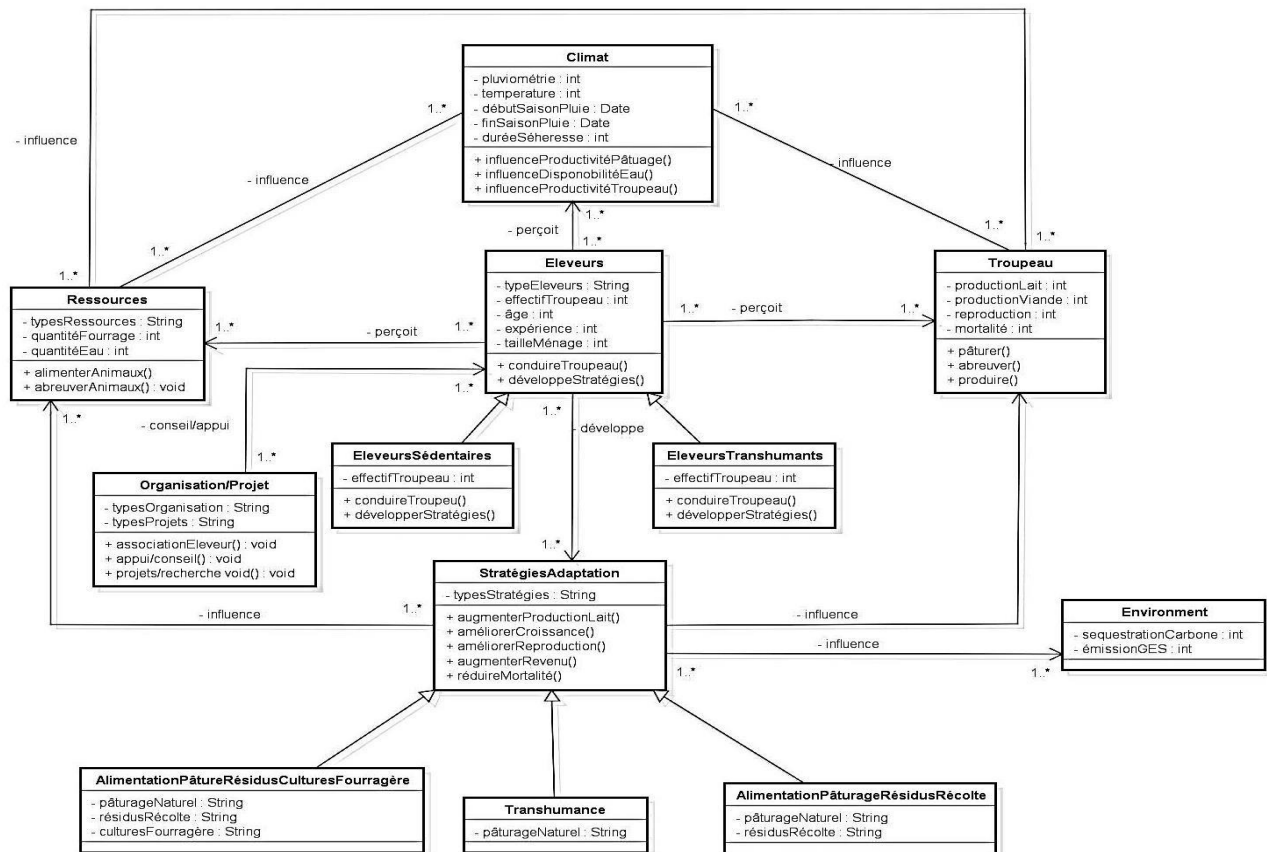 Climat
- pluviométrie : int
- temperature : int
- débutSaisonPluie : Date
- finSaisonPluie : Date
- duréeSéheresse : int
+ influenceProductivitéPâtuage()
+ influenceDisponobilitéEau()
+ influenceProductivitéTroupeau()
1..*
1..*
- influence
- influence
- influence
1..*
- perçoit
1..*
1..*
1..*
1..*
1..*
Ressources
- typesRessources : String
- quantitéFourrage : int
- quantitéEau : int
+ alimenterAnimaux()
+ abreuverAnimaux() : void
Eleveurs
- typeEleveurs : String
- effectifTroupeau : int
- âge : int
- expérience : int
- tailleMénage : int
+ conduireTroupeau()
+ développeStratégies()
Troupeau
- productionLait : int
- productionViande : int
- reproduction : int
- mortalité : int
+ pâturer()
+ abreuver()
+ produire()
1..*
- perçoit
1..*
1..*
- perçoit
1..*
1..*
1..*
1..*
1..*
- conseil/appui
- développe
1..*
Organisation/Projet
- typesOrganisation : String
- typesProjets : String
+ associationEleveur() : void
+ appui/conseil() : void
+ projets/recherche void() : void
EleveursSédentaires
- effectifTroupeau : int
+ conduireTroupeu()
+ développerStratégies()
EleveursTranshumants
- effectifTroupeau : int
+ conduireTroupeau()
+ développerStratégies()
1..*
StratégiesAdaptation
- typesStratégies : String
+ augmenterProductionLait()
+ améliorerCroissance()
+ améliorerReproduction()
+ augmenterRevenu()
+ réduireMortalité()
- influence
1..*
- influence
- influence
1..*
1..*
Environment
- sequestrationCarbone : int
- émissionGES : int
AlimentationPâtureRésidusCulturesFourragère
- pâturageNaturel : String
- résidusRécolte : String
- culturesFourragère : String
Transhumance
- pâturageNaturel : String
AlimentationPâturageRésidusRécolte
- pâturageNaturel : String
- résidusRécolte : String